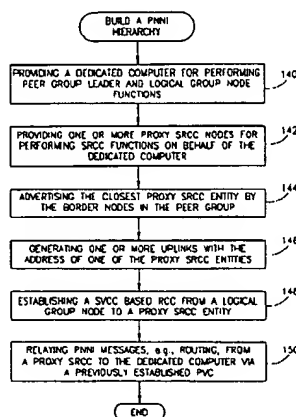 BUILD A PNNI
HIERARCHY
PROVIDING A DEDICATED COMPUTER FOR PERFORMING
PEER GROUP LEADER AND LOGICAL GROUP NODE
FUNCTIONS
140
PROVIDING ONE OR MORE PROXY SRCC NODES FOR
PERFORMING SRCC FUNCTIONS ON BEHALF OF THE
DEDICATED COMPUTER
142
ADVERTISING THE CLOSEST PROXY SRCC ENTITY BY
THE BORDER NODES IN THE PEER GROUP
144
GENERATING ONE OR MORE UPLINKS WITH THE
ADDRESS OF ONE OF THE PROXY SRCC ENTITIES
146
ESTABLISHING A SVCC BASED RCC FROM A LOGICAL
GROUP NODE TO A PROXY SRCC ENTITY
148
RELAYING PNNI MESSAGES, e.g., ROUTING, FROM
A PROXY SRCC TO THE DEDICATED COMPUTER VIA
A PREVIOUSLY ESTABLISHED PVC
150
END